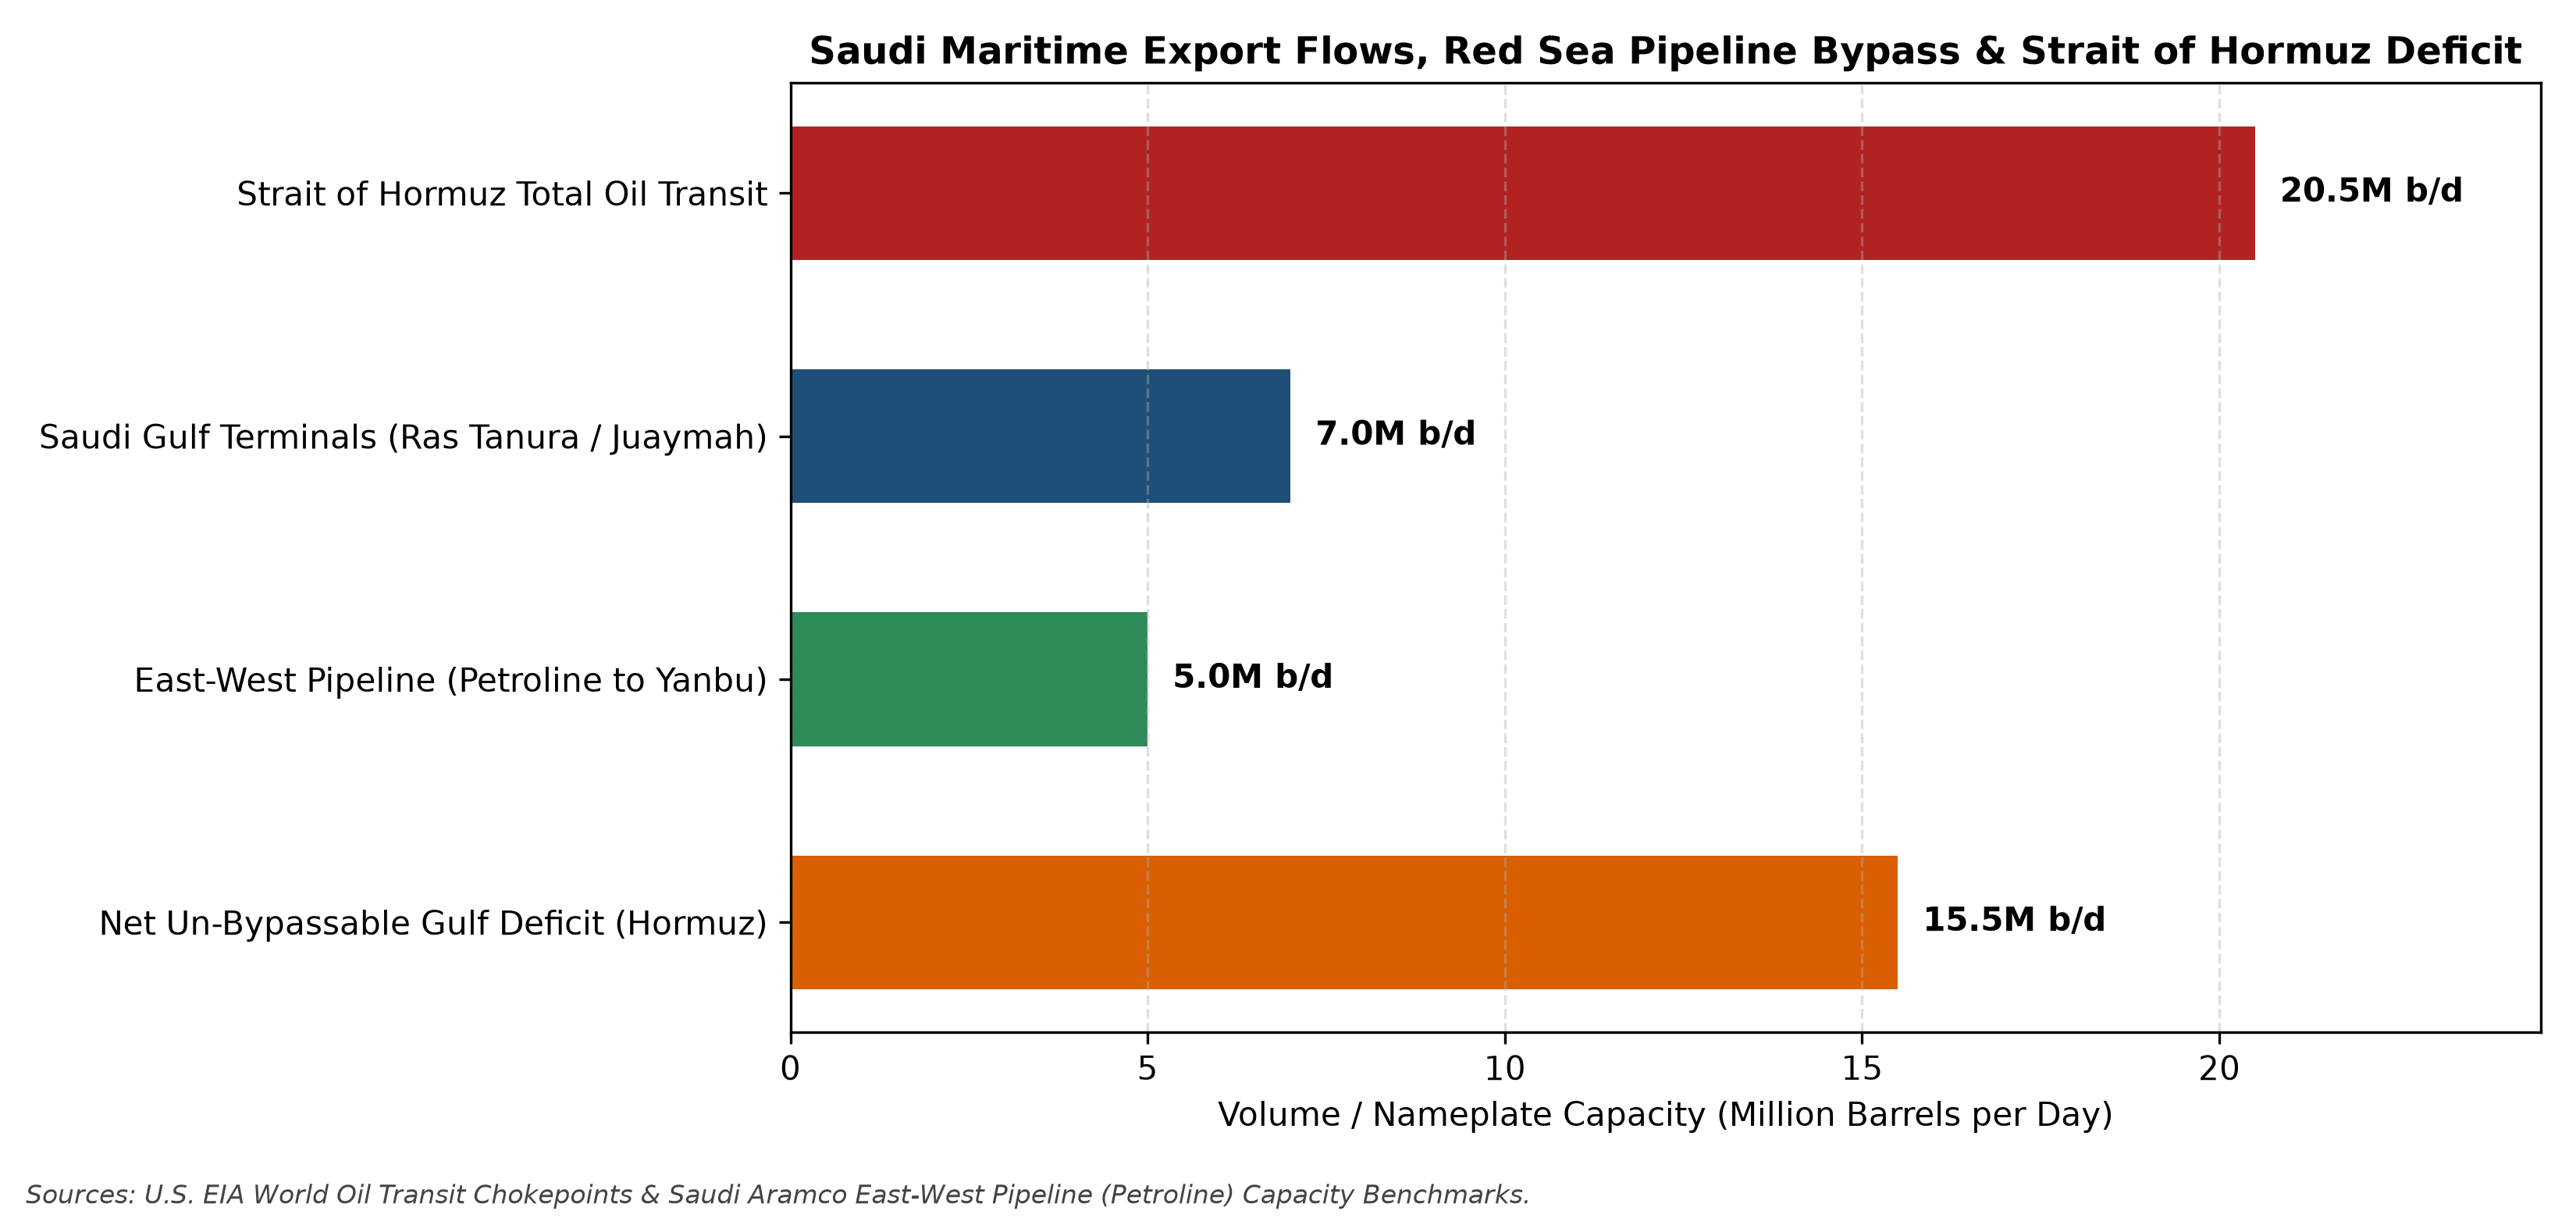 Saudi Maritime Export Flows, Red Sea Pipeline Bypass & Strait of Hormuz Deficit
Strait of Hormuz Total Oil Transit
20.5M b/d
Saudi Gulf Terminals (Ras Tanura / Juaymah)
7.0M b/d
East-West Pipeline (Petroline to Yanbu)
5.0M b/d
Net Un-Bypassable Gulf Deficit (Hormuz)
15.5M b/d
0 5 10 15 20
Volume / Nameplate Capacity (Million Barrels per Day)
Sources: U.S. EIA World Oil Transit Chokepoints & Saudi Aramco East-West Pipeline (Petroline) Capacity Benchmarks.